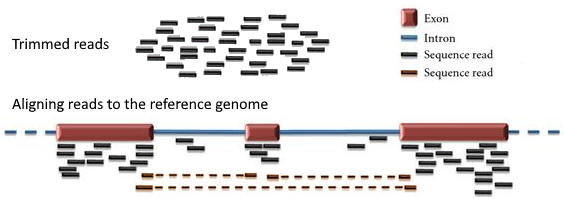 Trimmed reads
Exon
Intron
Sequence read
Sequence read
Aligning reads to the reference genome